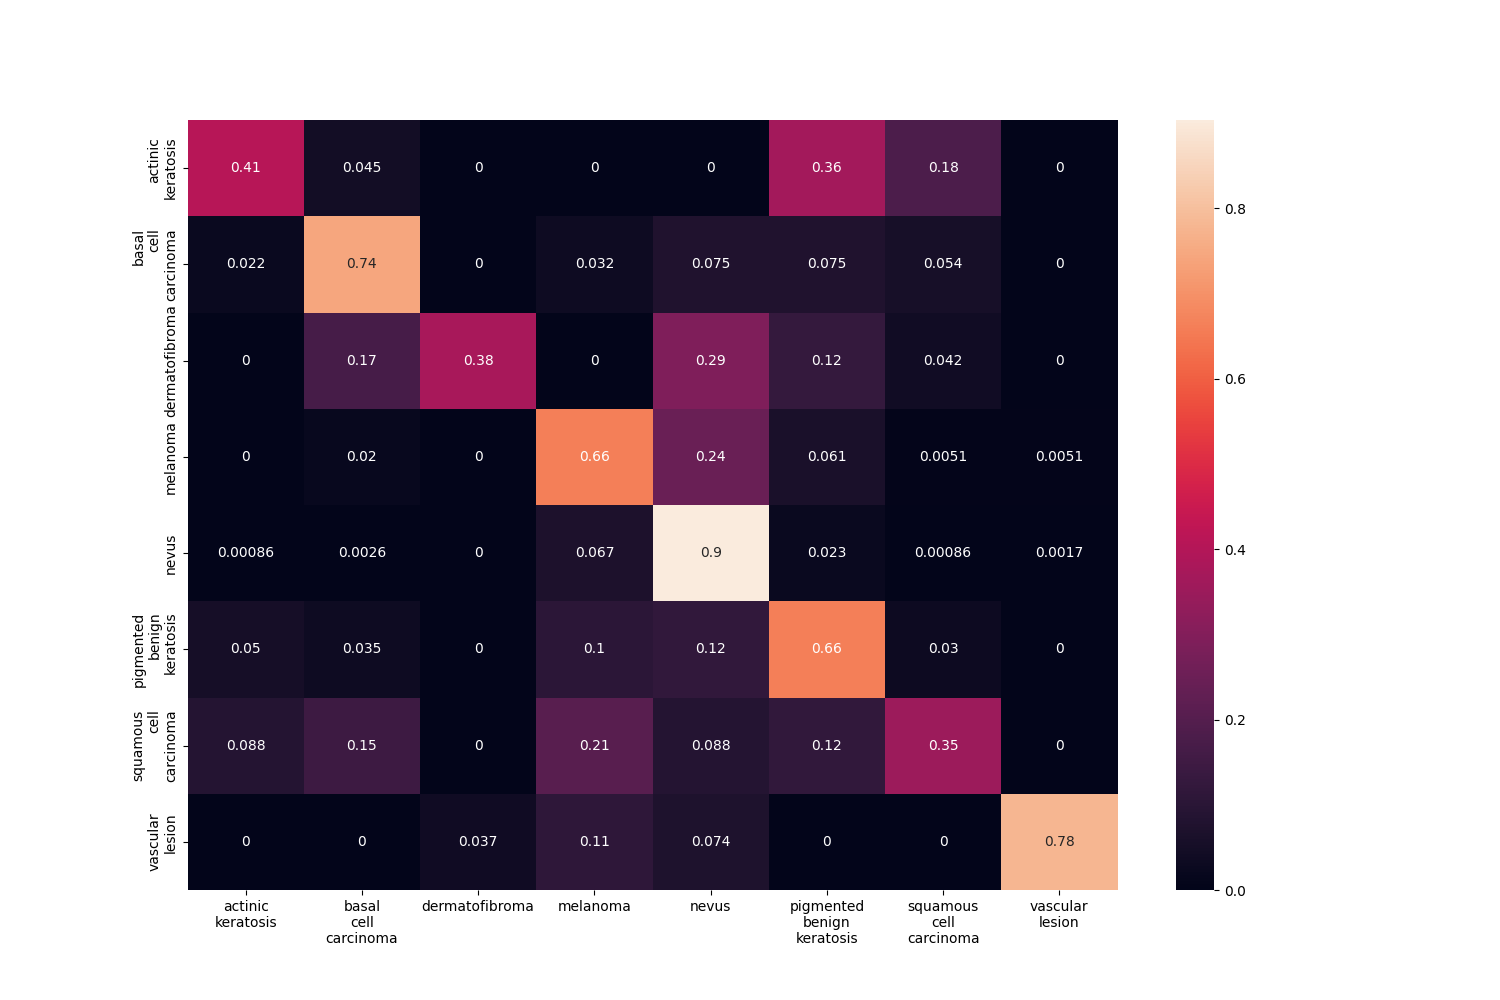 actinic
keratosis
0.41 0.045 0 0 0 0.36 0.18 0
basal
cell
carcinoma
0.022 0.74 0 0.032 0.075 0.075 0.054 0
dermatofibroma
0 0.17 0.38 0 0.29 0.12 0.042 0
melanoma
0 0.02 0 0.66 0.24 0.061 0.0051 0.0051
nevus
0.00086 0.0026 0 0.067 0.9 0.023 0.00086 0.0017
pigmented
benign
keratosis
0.05 0.035 0 0.1 0.12 0.66 0.03 0
squamous
cell
carcinoma
0.088 0.15 0 0.21 0.088 0.12 0.35 0
vascular
lesion
0 0 0.037 0.11 0.074 0 0 0.78
actinic
keratosis
basal
cell
carcinoma
dermatofibroma
melanoma
nevus
pigmented
benign
keratosis
squamous
cell
carcinoma
vascular
lesion
0.8
0.6
0.4
0.2
0.0